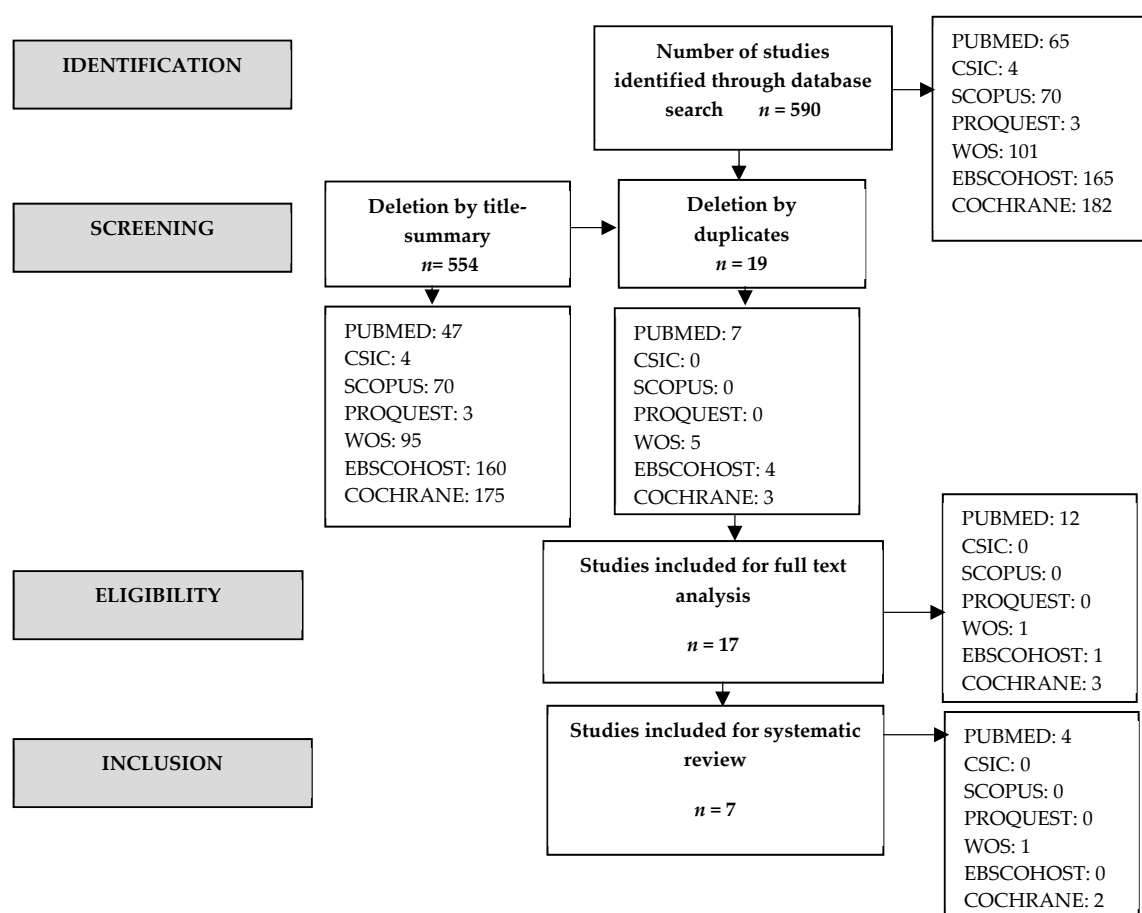 IDENTIFICATION
Number of studies
identified through database
search n = 590
PUBMED: 65
CSIC: 4
SCOPUS: 70
PROQUEST: 3
WOS: 101
EBSCOHOST: 165
COCHRANE: 182
SCREENING
Deletion by title-
summary
n= 554
Deletion by
duplicates
n = 19
PUBMED: 47
CSIC: 4
SCOPUS: 70
PROQUEST: 3
WOS: 95
EBSCOHOST: 160
COCHRANE: 175
PUBMED: 7
CSIC: 0
SCOPUS: 0
PROQUEST: 0
WOS: 5
EBSCOHOST: 4
COCHRANE: 3
ELIGIBILITY
Studies included for full text
analysis
n = 17
PUBMED: 12
CSIC: 0
SCOPUS: 0
PROQUEST: 0
WOS: 1
EBSCOHOST: 1
COCHRANE: 3
INCLUSION
Studies included for systematic
review
n = 7
PUBMED: 4
CSIC: 0
SCOPUS: 0
PROQUEST: 0
WOS: 1
EBSCOHOST: 0
COCHRANE: 2